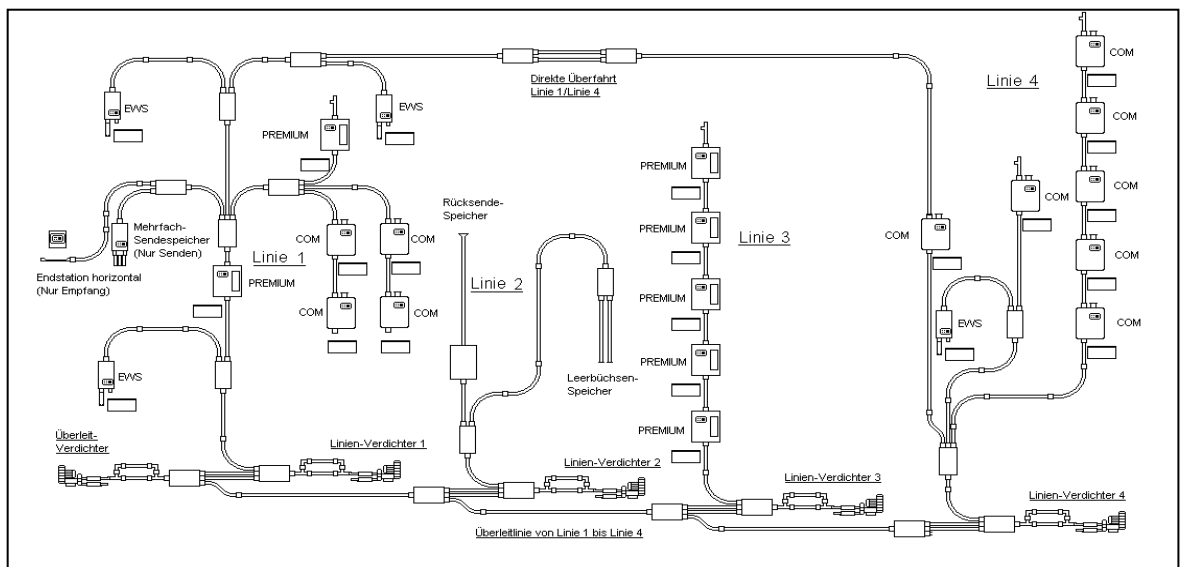 COM
Linie 4
Direkte Überfahrt
Linie 1/Linie 4
EWS
EWS
COM
PREMIUM
PREMIUM
COM
COM
Rücksende-
Speicher
Mehrfach-
Sendespeicher
(Nur Senden)
Endstation horizontal
(Nur Empfang)
COM
COM
Linie 1
PREMIUM
PREMIUM
Linie 3
COM
COM
Linie 2
PREMIUM
COM
COM
COM
EWS
COM
EWS
Leerbüchsen-
Speicher
PREMIUM
PREMIUM
Überleit-
Verdichter
Linien-Verdichter 1
Linien-Verdichter 2
Linien-Verdichter 3
Linien-Verdichter 4
Überleitlinie von Linie 1 bis Linie 4